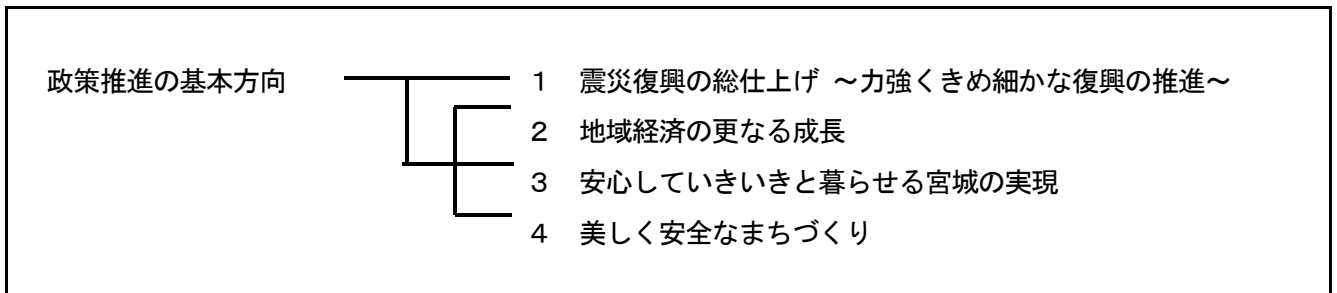 政策推進の基本方向
１ 震災復興の総仕上げ ～力強くきめ細かな復興の推進～
２ 地域経済の更なる成長
３ 安心していきいきと暮らせる宮城の実現
４ 美しく安全なまちづくり